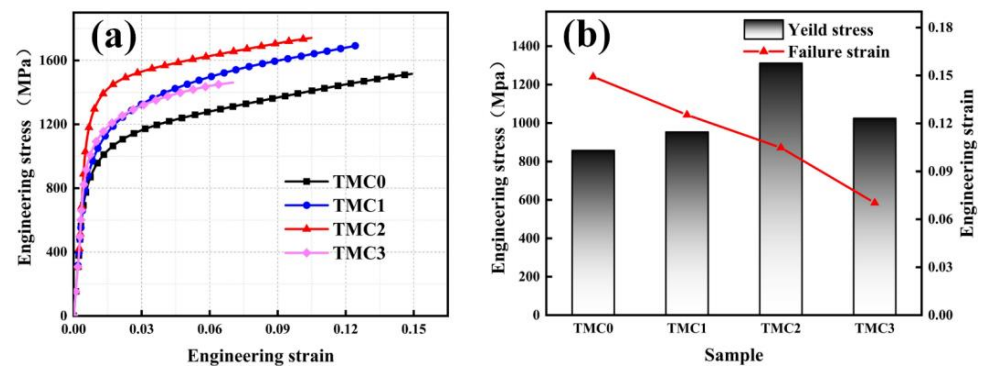 (a)
Engineering stress（MPa）
1600
1200
800
400
0
TMC0
TMC1
TMC2
TMC3
0.00 0.03 0.06 0.09 0.12 0.15
Engineering strain
(b)
Yeild stress
Failure strain
Engineering stress（Mpa）
1400
1200
1000
800
600
400
200
0
0.18
0.15
0.12
0.09
0.06
0.03
0.00
Engineering strain
TMC0 TMC1 TMC2 TMC3
Sample